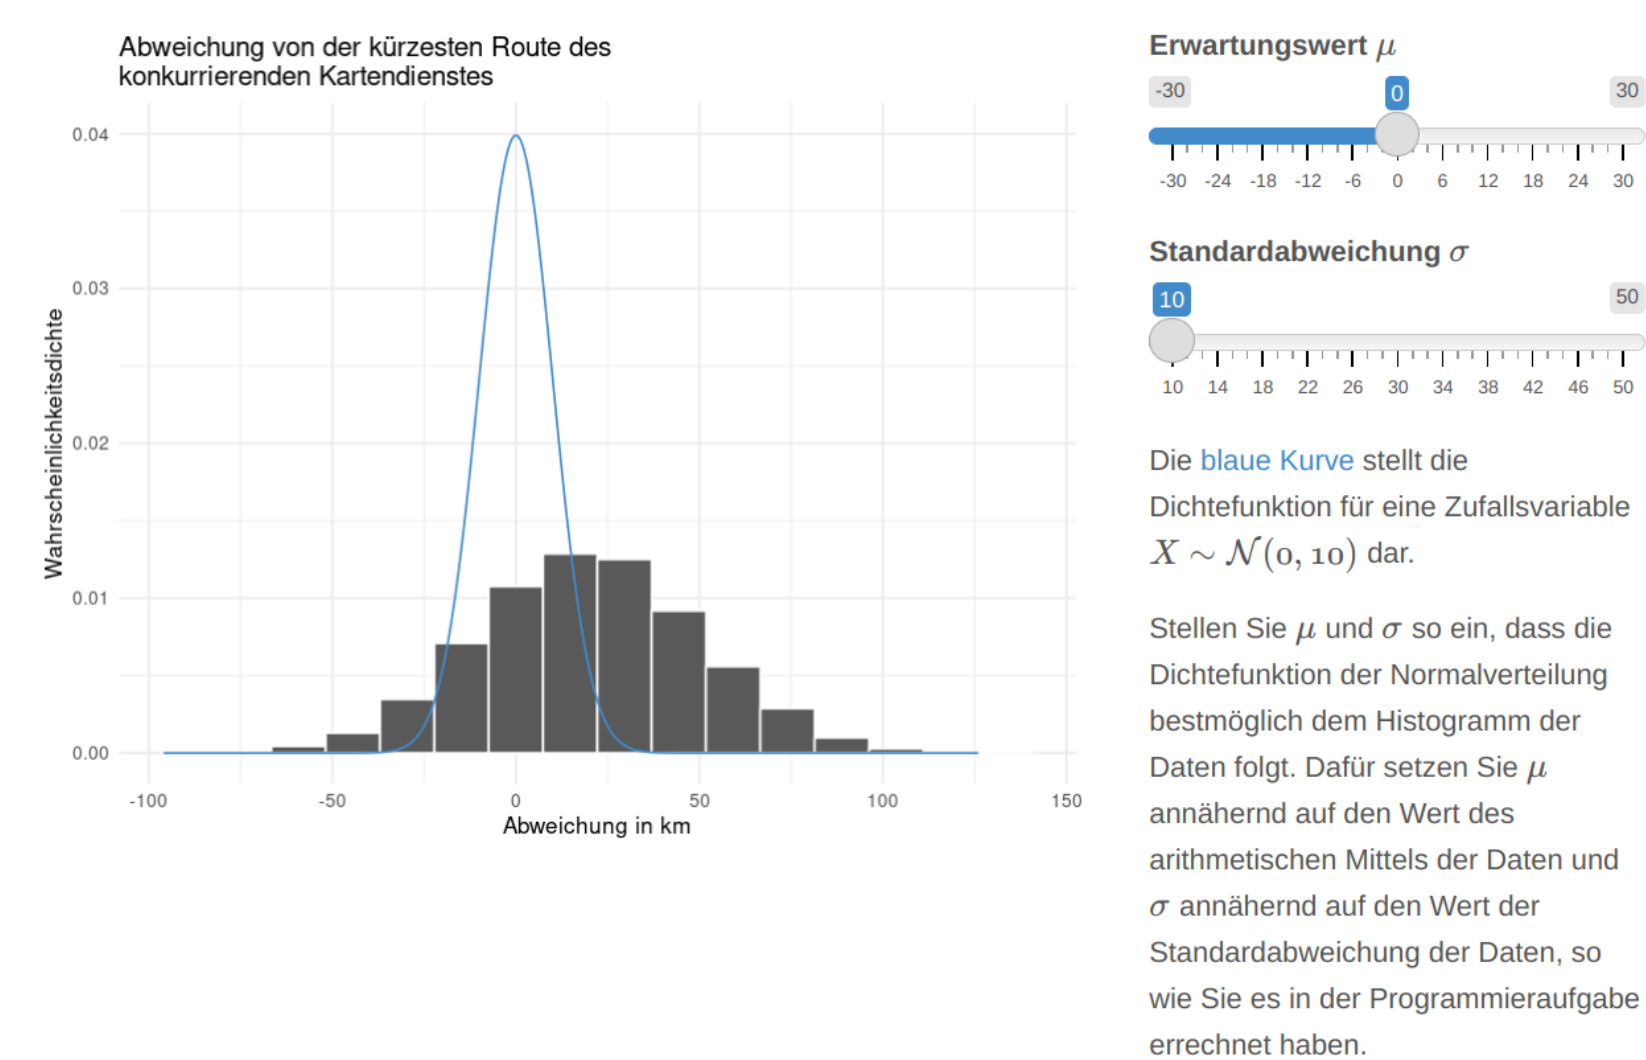 Abweichung von der kürzesten Route des
konkurrierenden Kartendienstes
0.04
0.03
0.02
0.01
0.00
Wahrscheinlichkeitsdichte
-100
-50
0
50
100
150
Abweichung in km
Erwartungswert μ
-30
0
30
-30 -24 -18 -12 -6 0 6 12 18 24 30
Standardabweichung σ
10
50
10 14 18 22 26 30 34 38 42 46 50
Die blaue Kurve stellt die
Dichtefunktion für eine Zufallsvariable
X ∼ 𝒩(0, 10) dar.
Stellen Sie μ und σ so ein, dass die
Dichtefunktion der Normalverteilung
bestmöglich dem Histogramm der
Daten folgt. Dafür setzen Sie μ
annähernd auf den Wert des
arithmetischen Mittels der Daten und
σ annähernd auf den Wert der
Standardabweichung der Daten, so
wie Sie es in der Programmieraufgabe
errechnet haben.